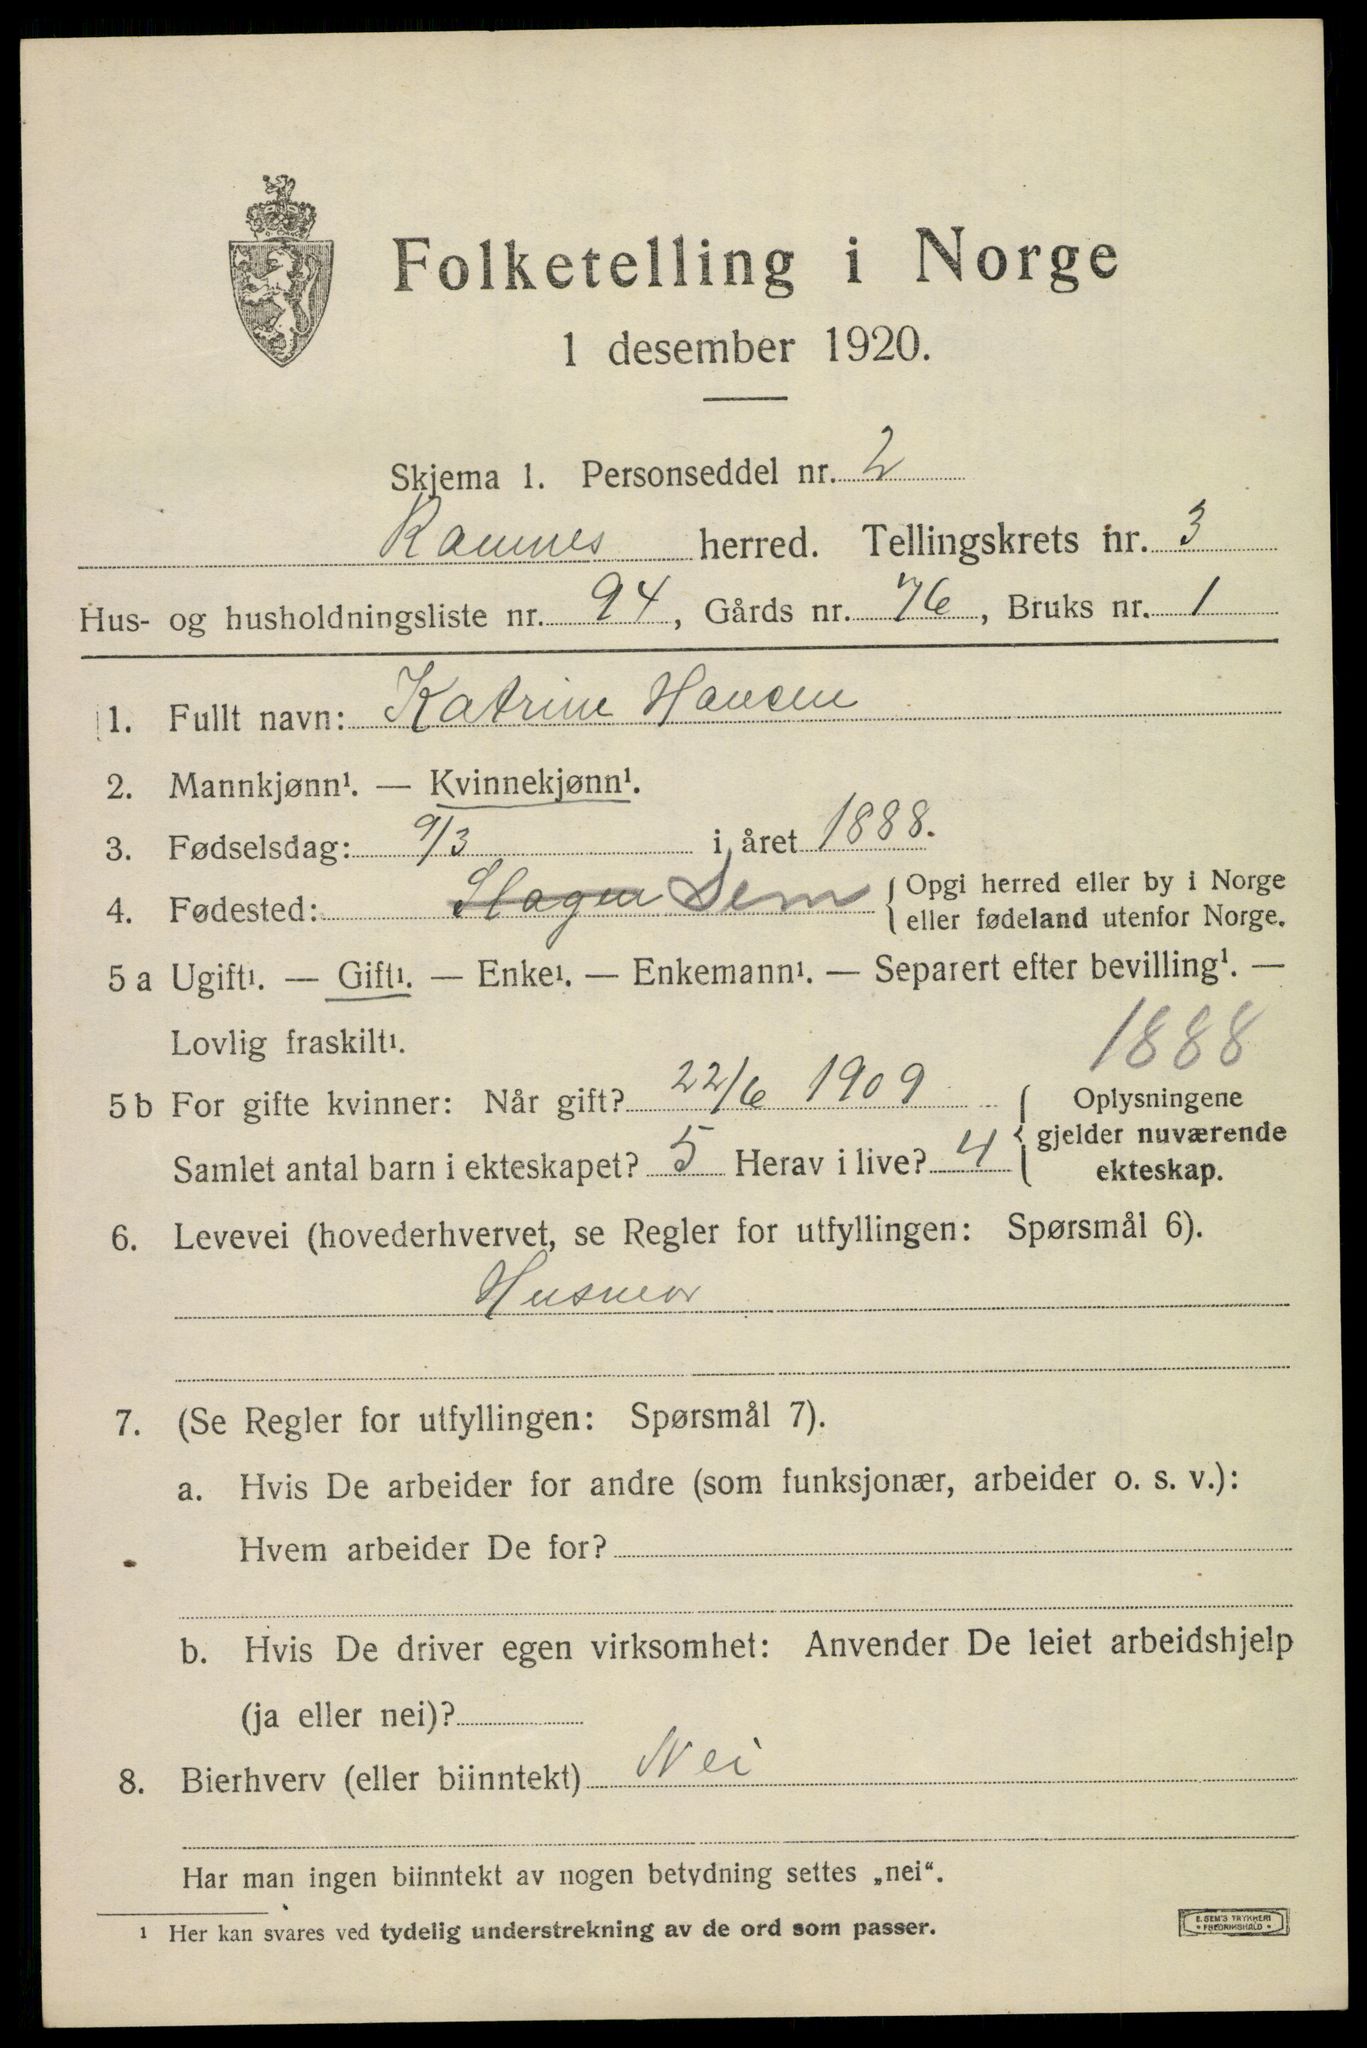 Folketelling i Norge
1 desember 1920.
Skjema 1. Personseddel nr. 2
Ramnes herred. Tellingskrets nr. 3
Hus- og husholdningsliste nr. 94, Gårds nr. 76, Bruks nr. 1
1. Fullt navn: Katrine Hansen
2. Mannkjønn¹. — Kvinnekjønn¹.
3. Fødselsdag: 9/3 i året 1888.
4. Fødested: Slagen Sem { Opgi herred eller by i Norge
eller fødeland utenfor Norge.
5 a Ugift¹. — Gift¹. — Enke¹. — Enkemann¹. — Separert efter bevilling¹. —
Lovlig fraskilt¹.
1888
5 b For gifte kvinner: Når gift? 22/6 1909
Samlet antal barn i ekteskapet? 5 Herav i live? 4
Oplysningene
gjelder nuværende
ekteskap.
6. Levevei (hovederhvervet, se Regler for utfyllingen: Spørsmål 6).
Husmor
7. (Se Regler for utfyllingen: Spørsmål 7).
a. Hvis De arbeider for andre (som funksjonær, arbeider o. s. v.):
Hvem arbeider De for?
b. Hvis De driver egen virksomhet: Anvender De leiet arbeidshjelp
(ja eller nei)?
8. Bierhverv (eller biinntekt) Nei
Har man ingen biinntekt av nogen betydning settes „nei“.
¹ Her kan svares ved tydelig understrekning av de ord som passer.
E. SEM'S TRYKKERI
• FREDRIKSHALD •